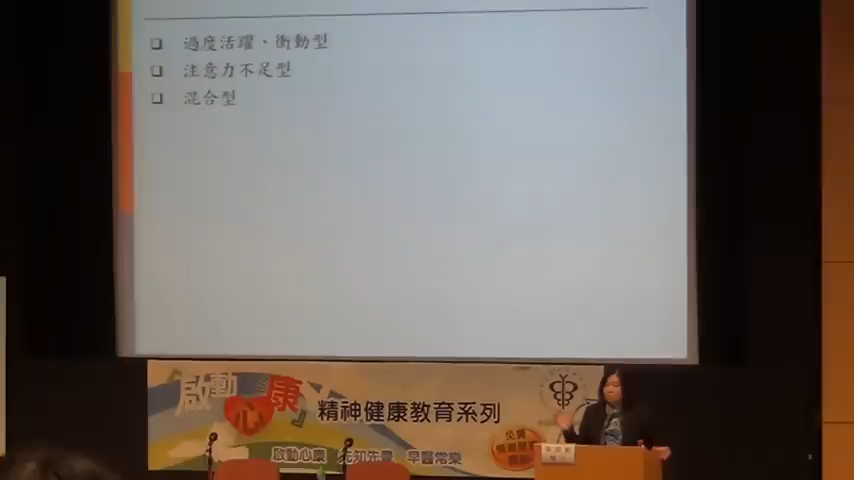 過度活躍、衝動型
注意力不足型
混合型
啟動
心
康
精神健康教育系列
免費
啟動心康 先知先覺 早醫常樂